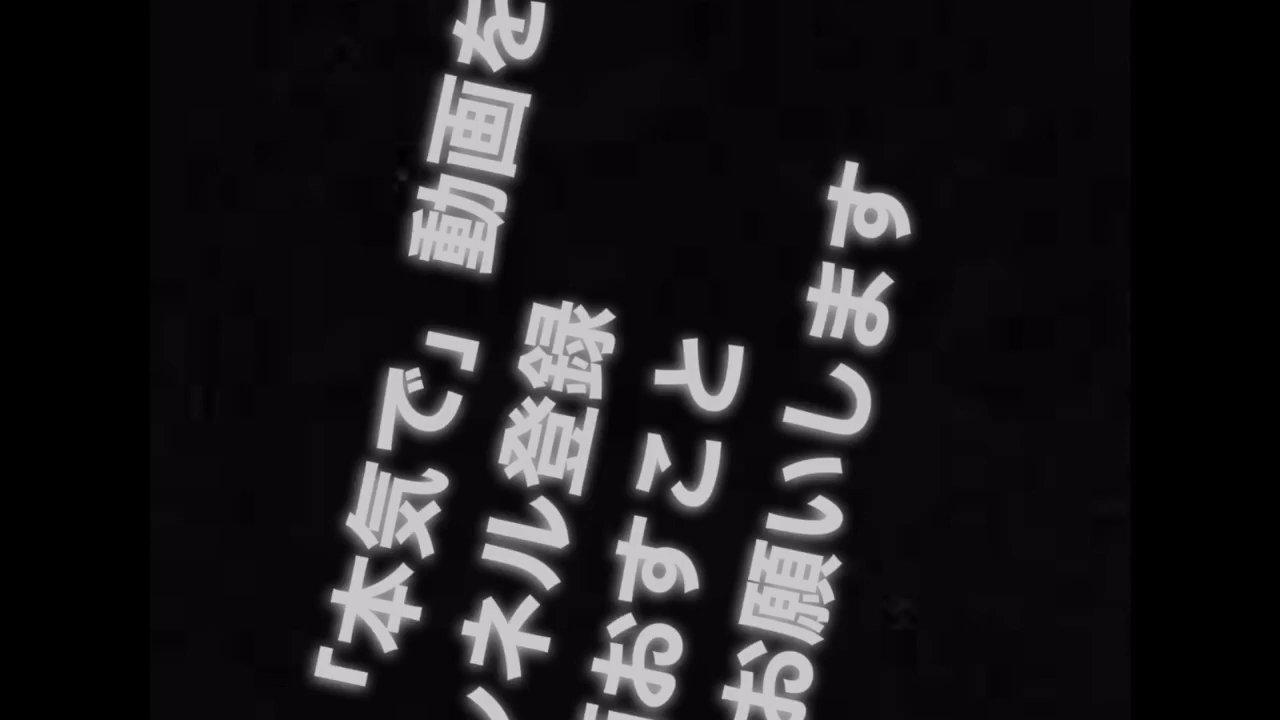 「本気で」動画を
ンネル登録
おすこと
お願いします